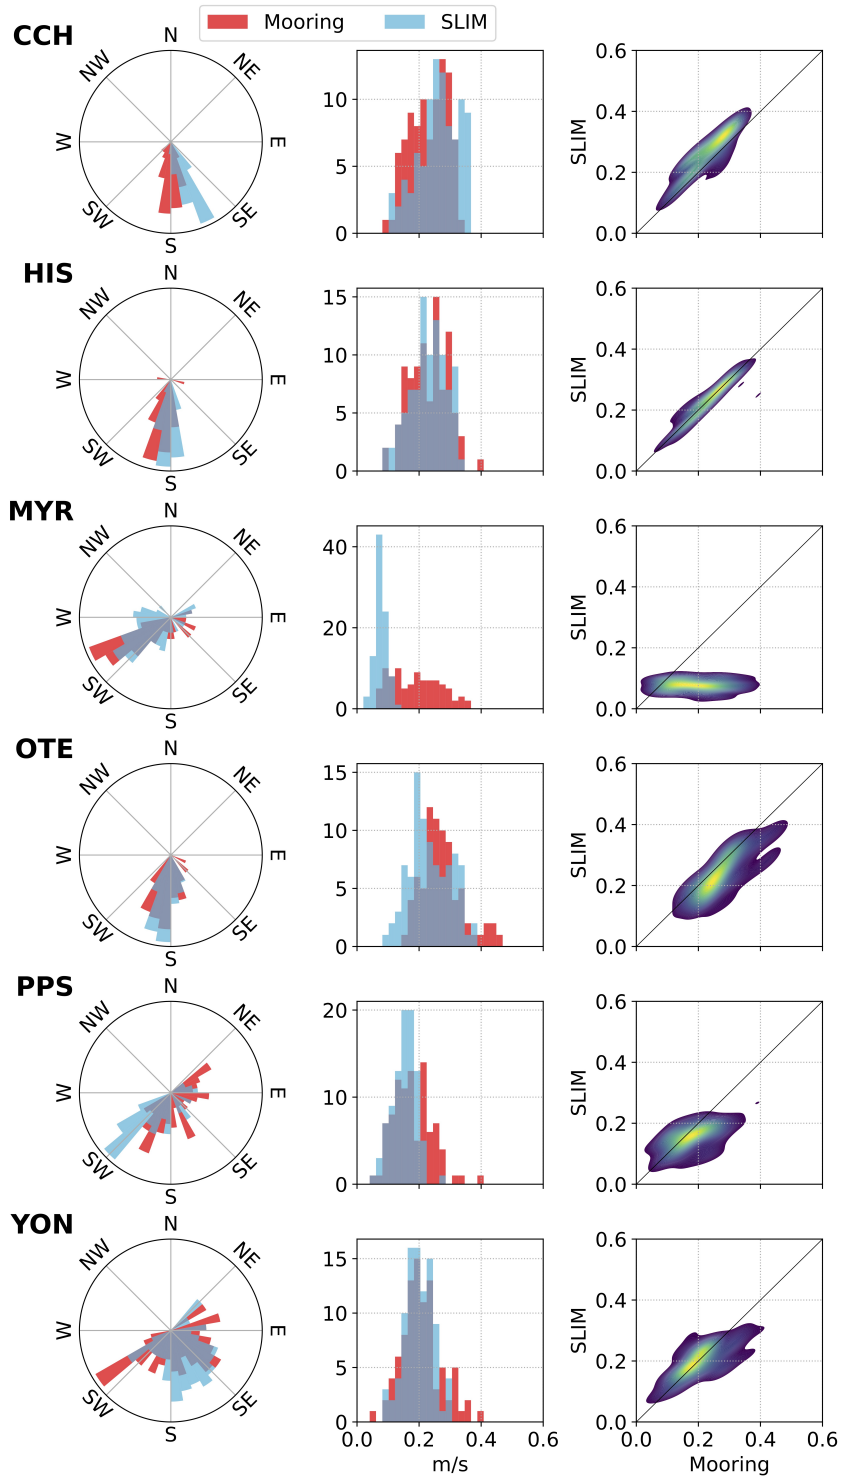 Mooring SLIM
CCH
N
NW NE
W E
SW SE
S
10
5
0
SLIM
0.6
0.4
0.2
0.0
HIS
N
NW NE
W E
SW SE
S
15
10
5
0
SLIM
0.6
0.4
0.2
0.0
MYR
N
NW NE
W E
SW SE
S
40
20
0
SLIM
0.6
0.4
0.2
0.0
OTE
N
NW NE
W E
SW SE
S
15
10
5
0
SLIM
0.6
0.4
0.2
0.0
PPS
N
NW NE
W E
SW SE
S
20
10
0
SLIM
0.6
0.4
0.2
0.0
YON
N
NW NE
W E
SW SE
S
15
10
5
0
0.0 0.2 0.4 0.6
m/s
SLIM
0.6
0.4
0.2
0.0
0.0 0.2 0.4 0.6
Mooring